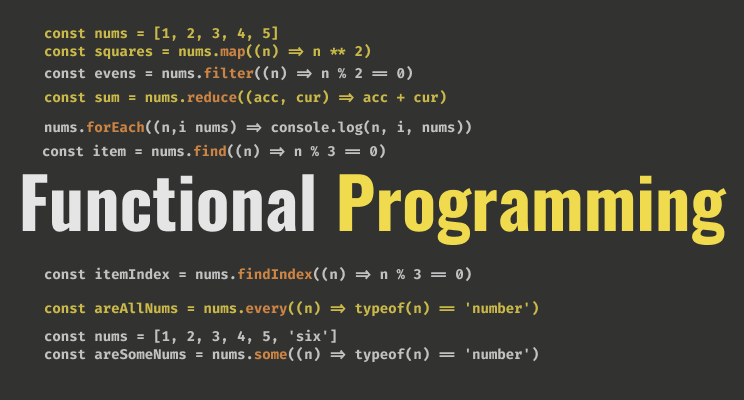 const nums = [1, 2, 3, 4, 5]
const squares = nums.map((n) => n ** 2)
const evens = nums.filter((n) => n % 2 == 0)
const sum = nums.reduce((acc, cur) => acc + cur)
nums.forEach((n,i nums) => console.log(n, i, nums))
const item = nums.find((n) => n % 3 == 0)
Functional Programming
const itemIndex = nums.findIndex((n) => n % 3 == 0)
const areAllNums = nums.every((n) => typeof(n) == 'number')
const nums = [1, 2, 3, 4, 5, 'six']
const areSomeNums = nums.some((n) => typeof(n) == 'number')